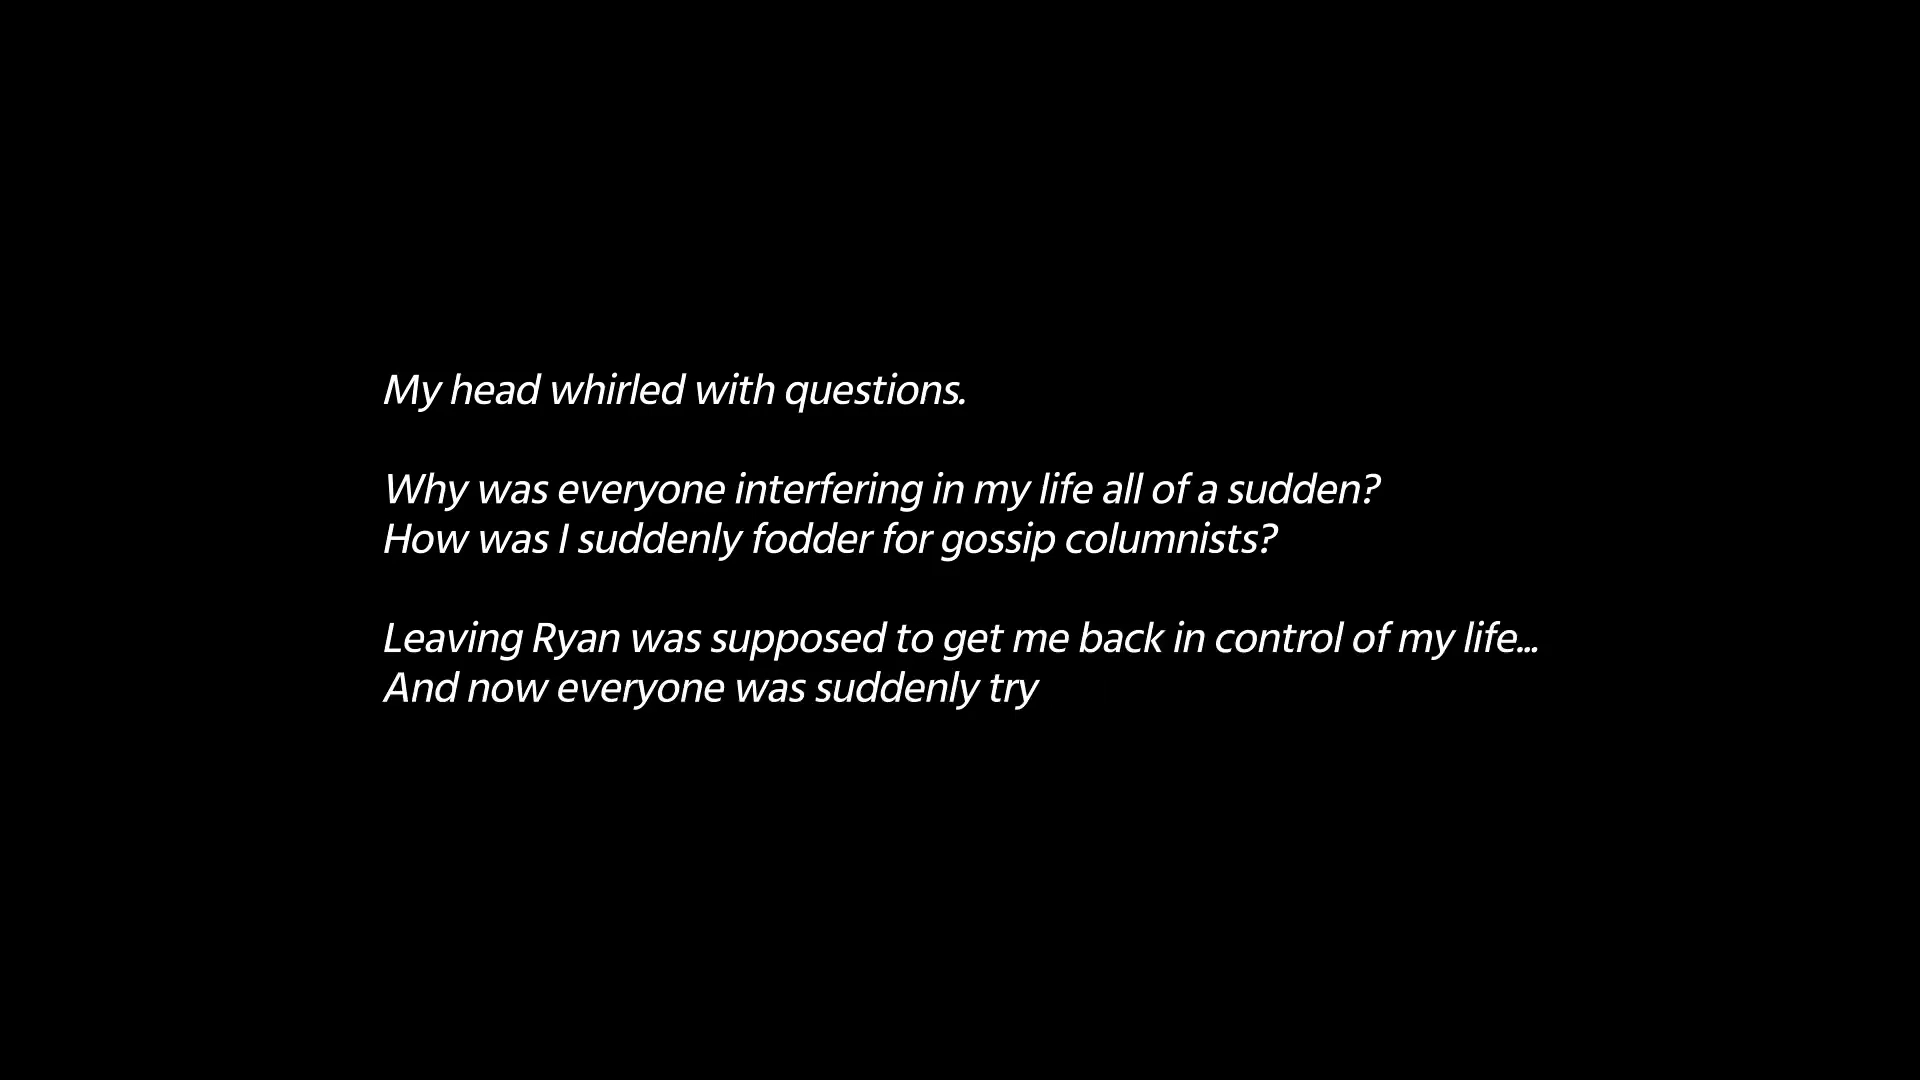 My head whirled with questions.
Why was everyone interfering in my life all of a sudden?
How was I suddenly fodder for gossip columnists?
Leaving Ryan was supposed to get me back in control of my life...
And now everyone was suddenly try